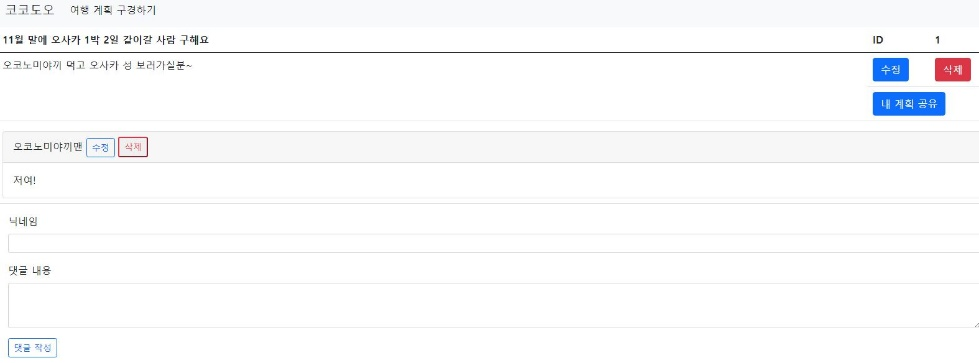 코코도오 여행 계획 구경하기
11월 말에 오사카 1박 2일 같이갈 사람 구해요 ID 1
오코노미야끼 먹고 오사카 성 보러가실분~ 수정 삭제
내 계획 공유
오코노미야끼맨 수정 삭제
저여!
닉네임
댓글 내용
댓글 작성